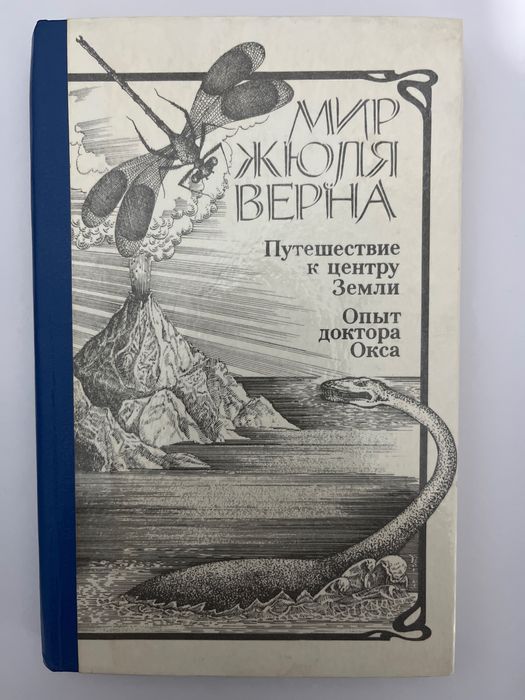 МИР
ЖЮЛЯ
ВЕРНА
Путешествие
к центру
Земли
Опыт
доктора
Окса